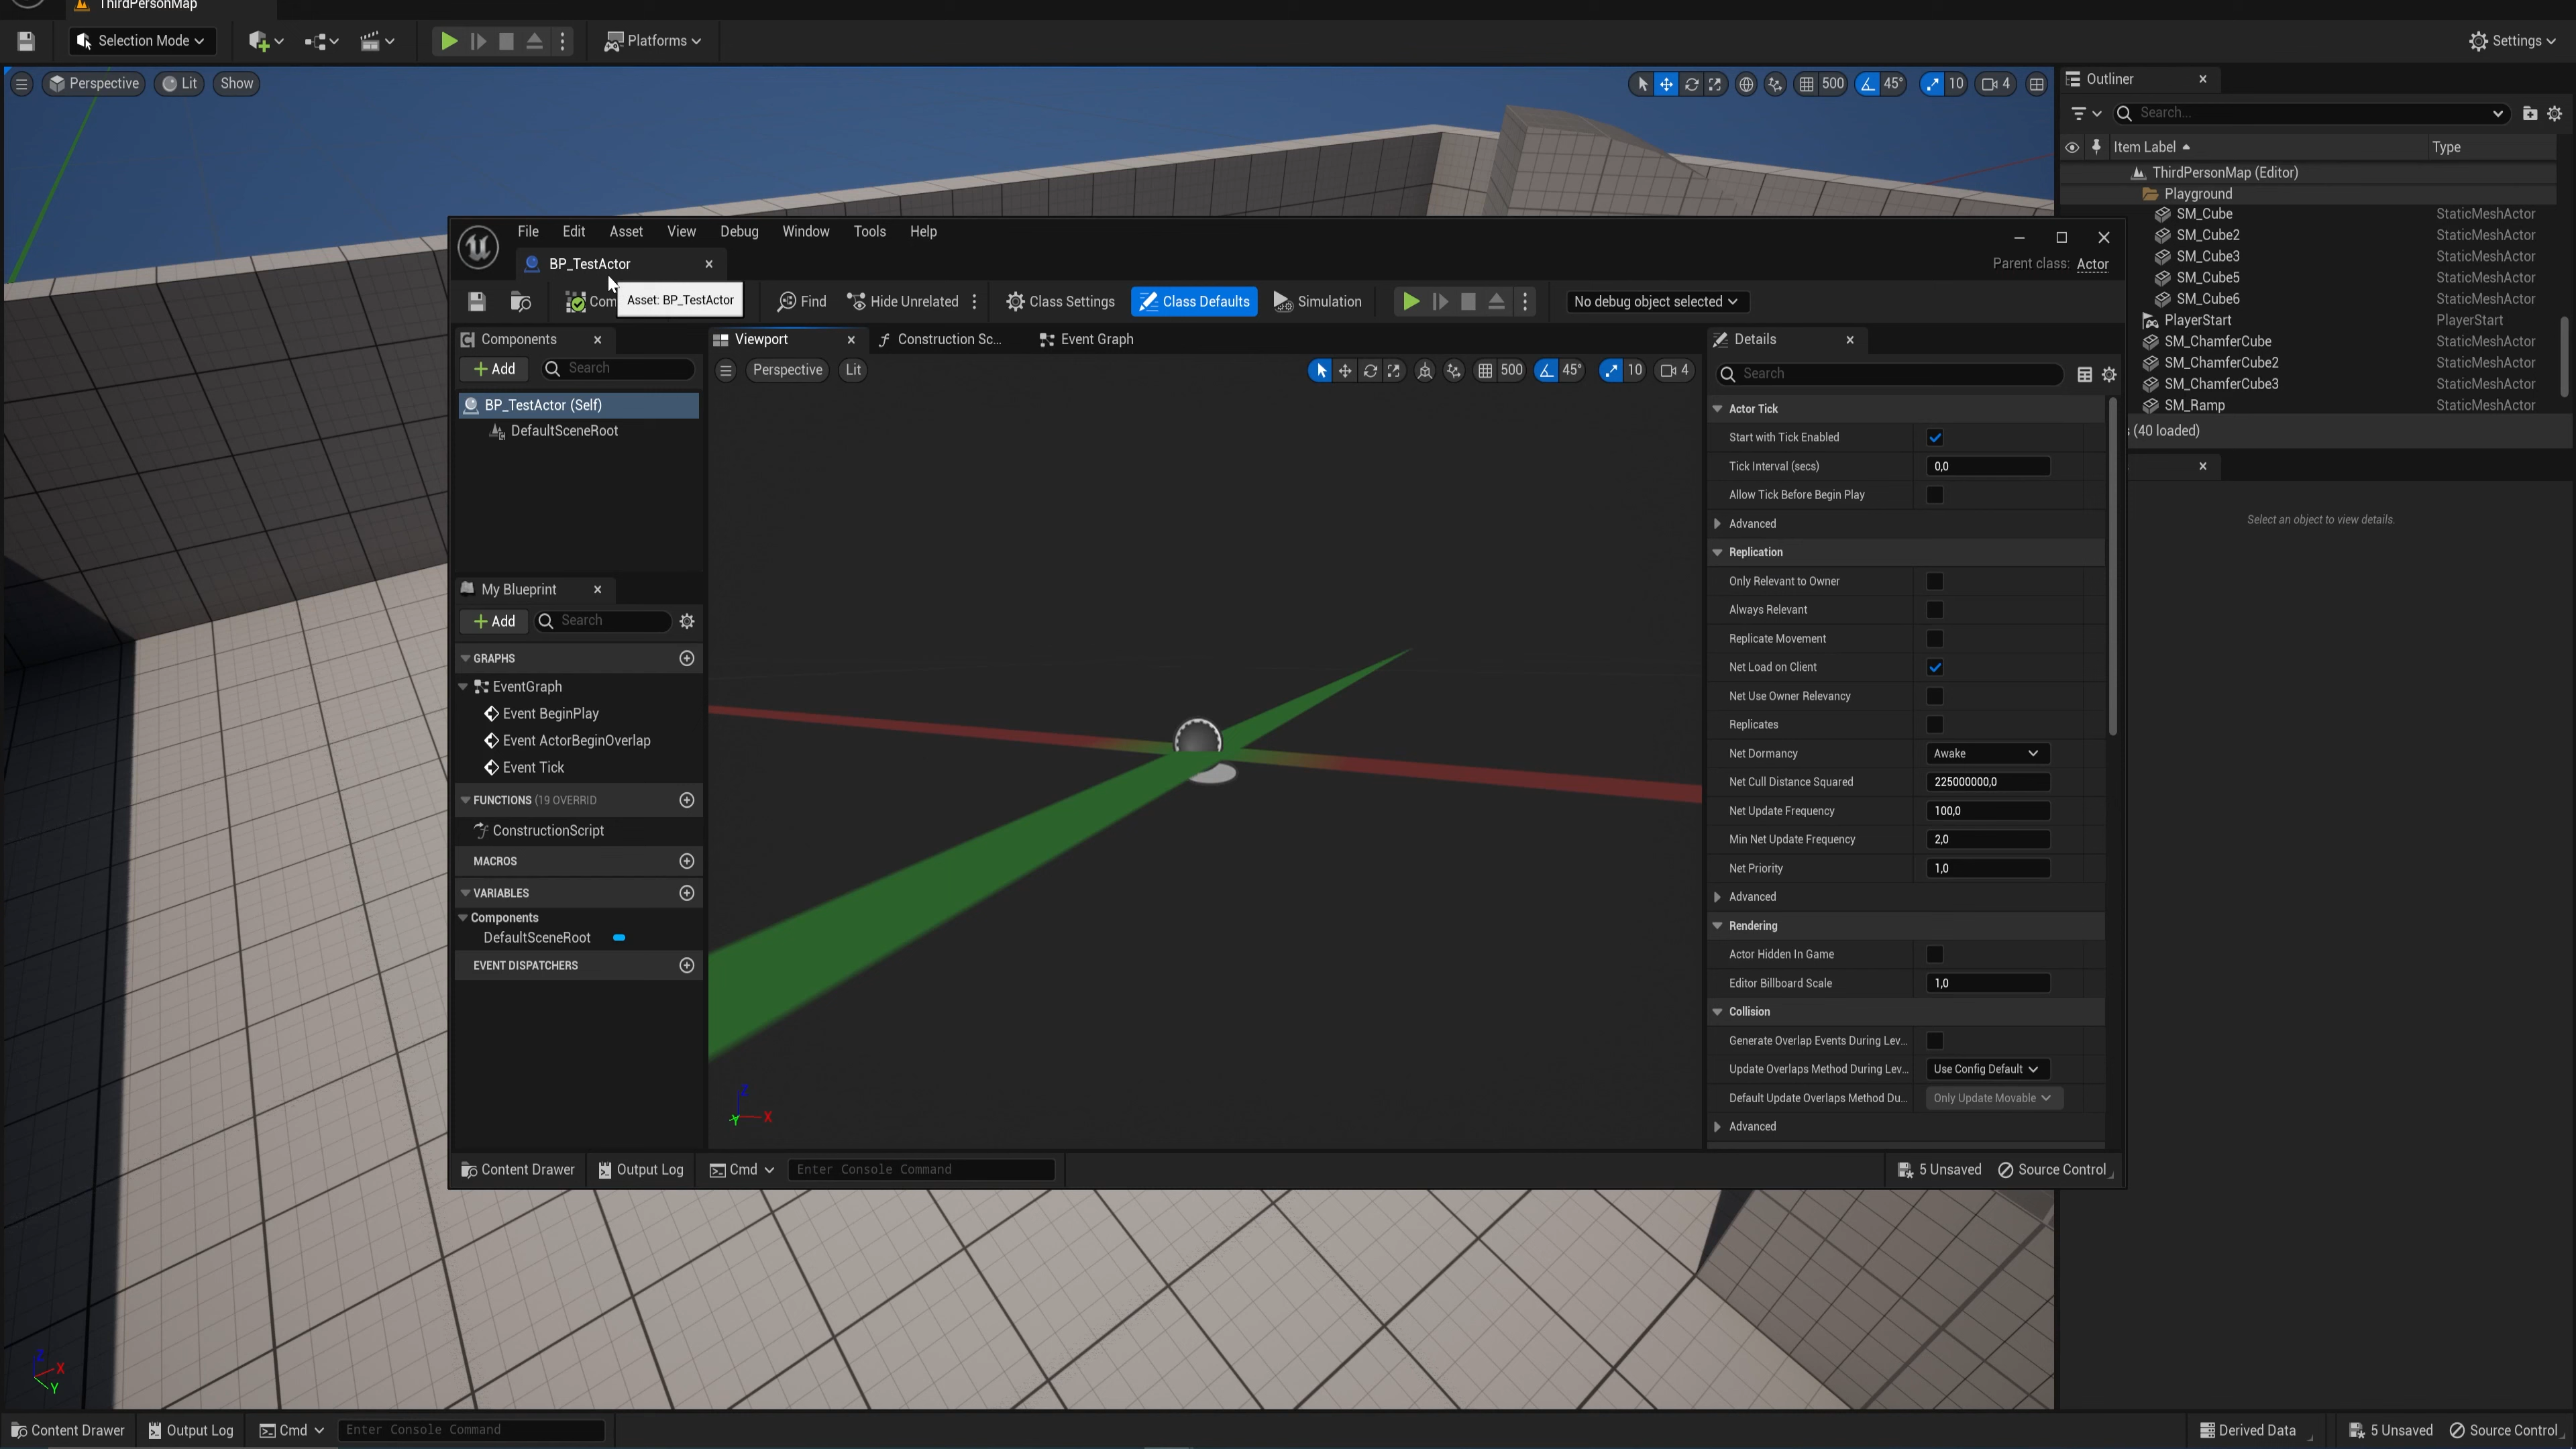 ThirdPersonMap
Selection Mode
Platforms
Settings
Perspective
Lit
Show
500
45°
10
4
Outliner
Search...
Item Label
Type
ThirdPersonMap (Editor)
Playground
SM_Cube StaticMeshActor
SM_Cube2 StaticMeshActor
SM_Cube3 StaticMeshActor
SM_Cube5 StaticMeshActor
SM_Cube6 StaticMeshActor
PlayerStart PlayerStart
SM_ChamferCube StaticMeshActor
SM_ChamferCube2 StaticMeshActor
SM_ChamferCube3 StaticMeshActor
SM_Ramp StaticMeshActor
(40 loaded)
Select an object to view details.
File Edit Asset View Debug Window Tools Help
BP_TestActor
Parent class: Actor
Com
Asset: BP_TestActor
Find
Hide Unrelated
Class Settings
Class Defaults
Simulation
No debug object selected
Components
Add
Search
BP_TestActor (Self)
DefaultSceneRoot
My Blueprint
Add
Search
GRAPHS
EventGraph
Event BeginPlay
Event ActorBeginOverlap
Event Tick
FUNCTIONS (19 OVERRID
ConstructionScript
MACROS
VARIABLES
Components
DefaultSceneRoot
EVENT DISPATCHERS
Viewport
Construction Sc...
Event Graph
Perspective
Lit
500
45°
10
4
Z
X
Y
Details
Search
Actor Tick
Start with Tick Enabled
Tick Interval (secs) 0,0
Allow Tick Before Begin Play
Advanced
Replication
Only Relevant to Owner
Always Relevant
Replicate Movement
Net Load on Client
Net Use Owner Relevancy
Replicates
Net Dormancy Awake
Net Cull Distance Squared 225000000,0
Net Update Frequency 100,0
Min Net Update Frequency 2,0
Net Priority 1,0
Advanced
Rendering
Actor Hidden In Game
Editor Billboard Scale 1,0
Collision
Generate Overlap Events During Lev...
Update Overlaps Method During Lev... Use Config Default
Default Update Overlaps Method Du... Only Update Movable
Advanced
Content Drawer
Output Log
Cmd
Enter Console Command
5 Unsaved
Source Control
Z
X
Y
Content Drawer
Output Log
Cmd
Enter Console Command
Derived Data
5 Unsaved
Source Control